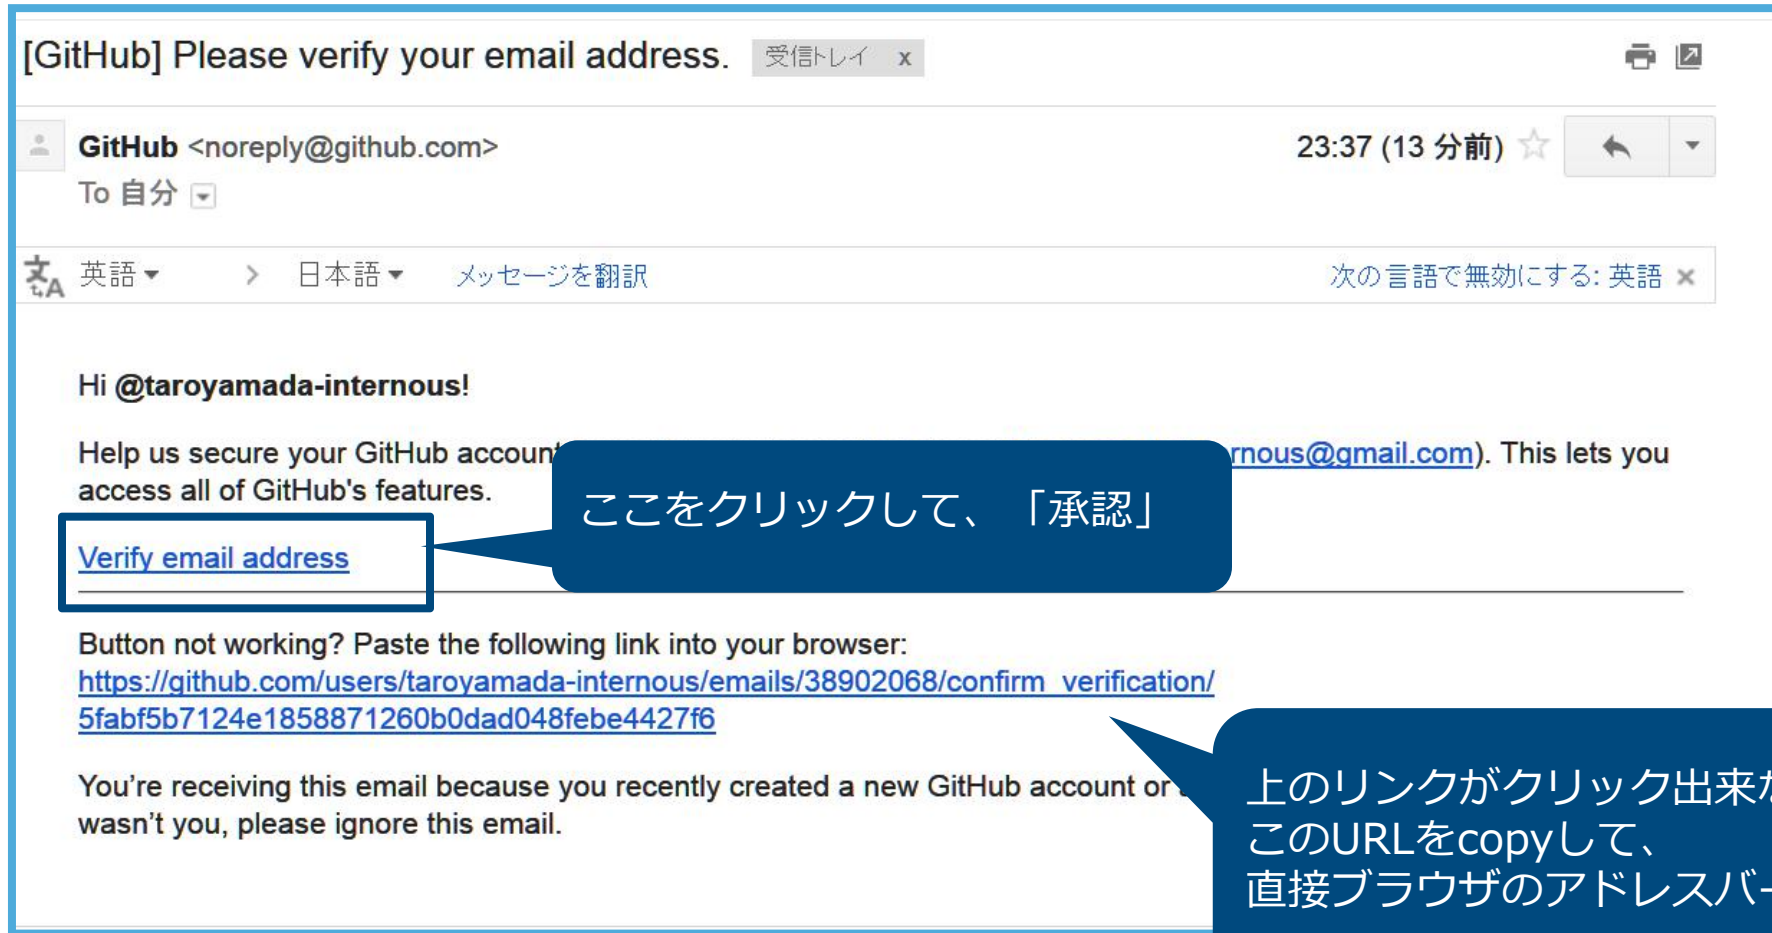 [GitHub] Please verify your email address. 受信トレイ x
GitHub <noreply@github.com> 23:37 (13 分前)
To 自分
英語 > 日本語 メッセージを翻訳 次の言語で無効にする: 英語 ×
Hi @taroyamada-internous!
Help us secure your GitHub account rnous@gmail.com). This lets you
access all of GitHub's features.
ここをクリックして、「承認」
Verify email address
Button not working? Paste the following link into your browser:
https://github.com/users/taroyamada-internous/emails/38902068/confirm_verification/
5fabf5b7124e1858871260b0dad048febe4427f6
You're receiving this email because you recently created a new GitHub account or
wasn't you, please ignore this email.
上のリンクがクリック出来
このURLをcopyして、
直接ブラウザのアドレスバー